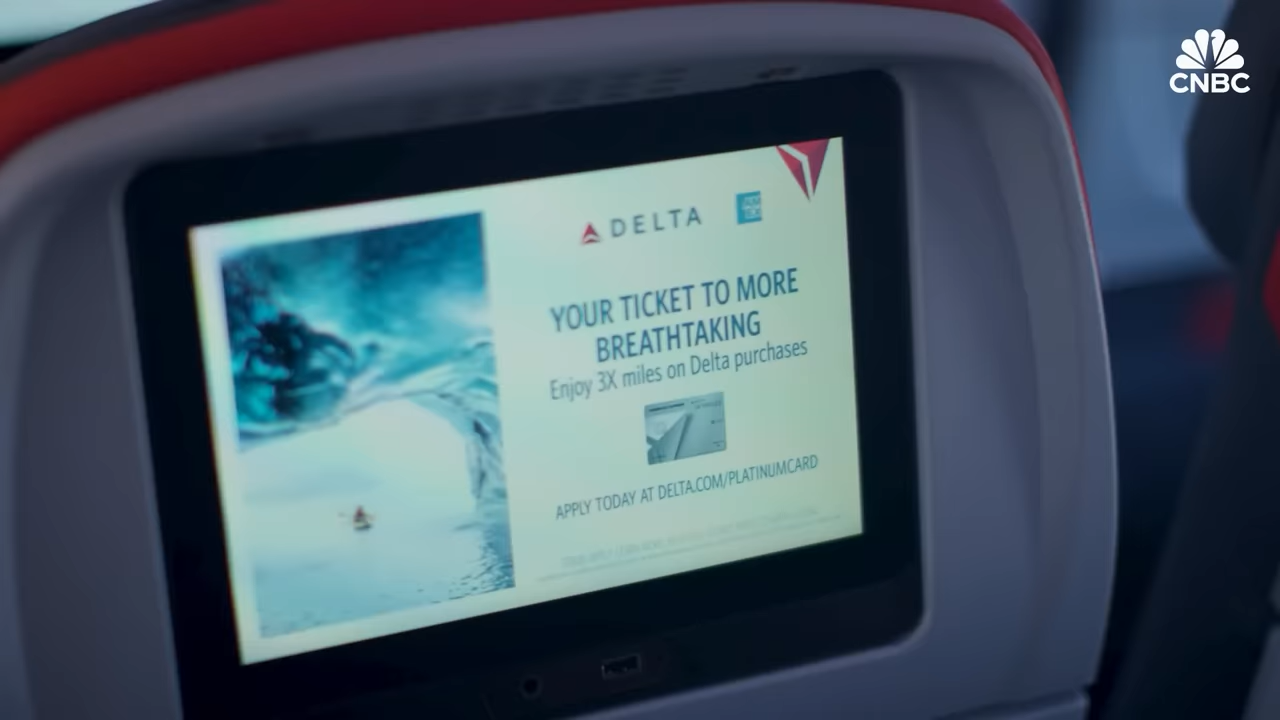 CNBC
DELTA
YOUR TICKET TO MORE
BREATHTAKING
Enjoy 3X miles on Delta purchases
APPLY TODAY AT DELTA.COM/PLATINUMCARD